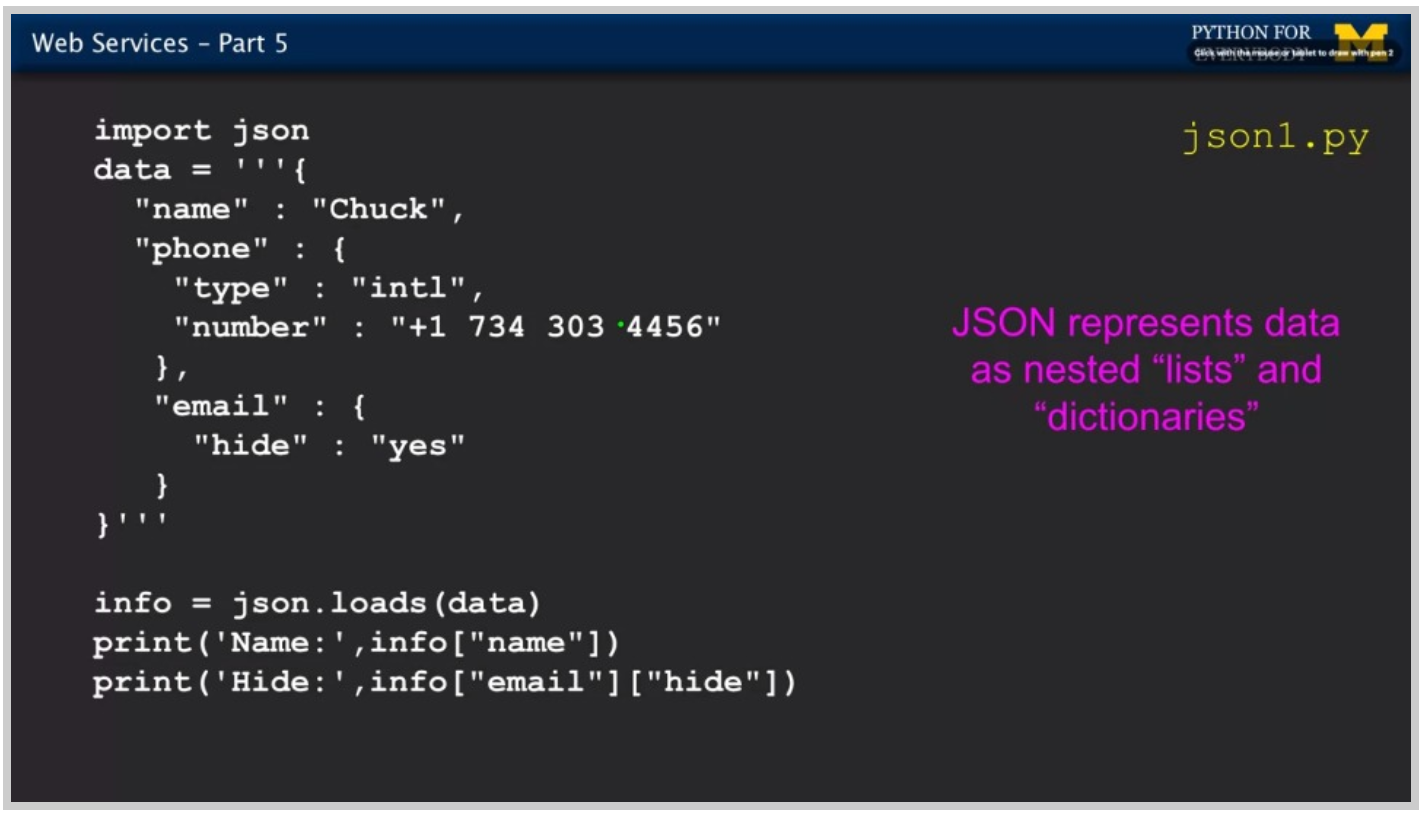 Web Services – Part 5
PYTHON FOR
EVERYBODY
Click with the mouse or tablet to draw with pen 2
json1.py
import json
data = '''{
  "name" : "Chuck",
  "phone" : {
    "type" : "intl",
    "number" : "+1 734 303 4456"
   },
   "email" : {
     "hide" : "yes"
   }
}'''
info = json.loads(data)
print('Name:',info["name"])
print('Hide:',info["email"]["hide"])
JSON represents data
as nested “lists” and
“dictionaries”